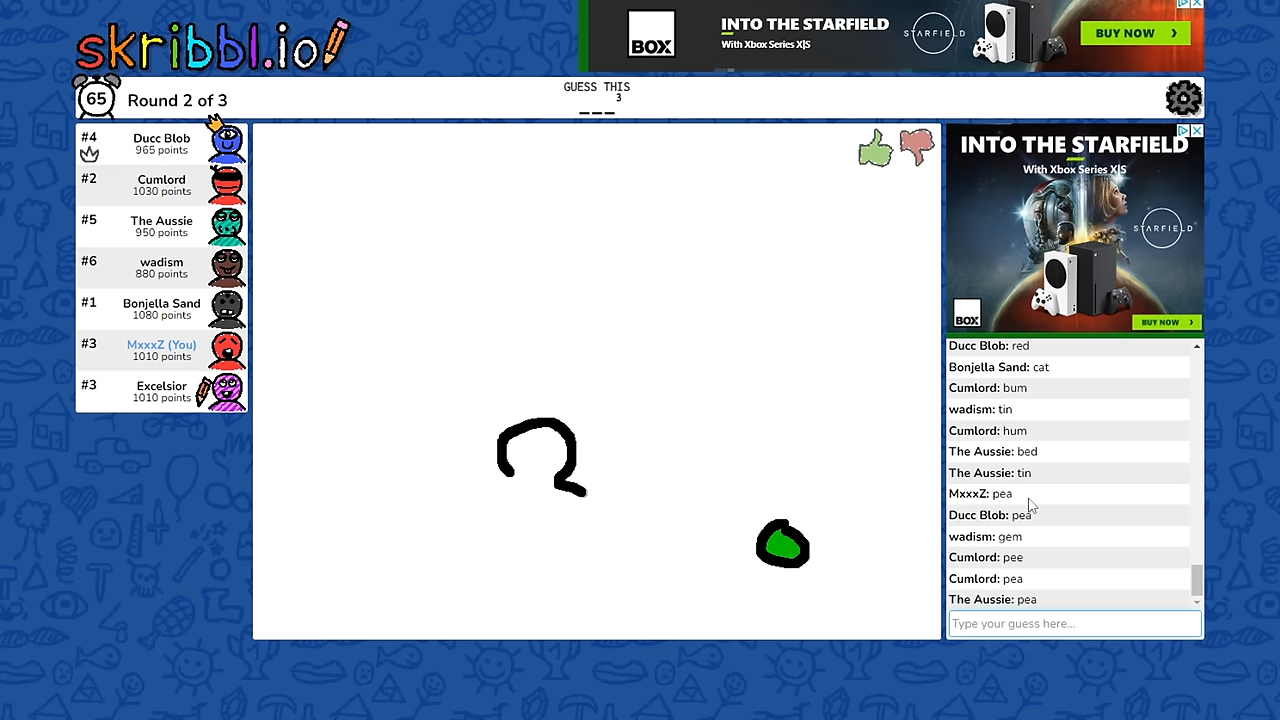 skribbl.io
BOX
INTO THE STARFIELD
With Xbox Series X|S
STARFIELD
BUY NOW
65
Round 2 of 3
GUESS THIS
3
___
#4
Ducc Blob
965 points
#2
Cumlord
1030 points
#5
The Aussie
950 points
#6
wadism
880 points
#1
Bonjella Sand
1080 points
#3
MxxxZ (You)
1010 points
#3
Excelsior
1010 points
INTO THE STARFIELD
With Xbox Series X|S
STARFIELD
BOX
BUY NOW
Ducc Blob: red
Bonjella Sand: cat
Cumlord: bum
wadism: tin
Cumlord: hum
The Aussie: bed
The Aussie: tin
MxxxZ: pea
Ducc Blob: pea
wadism: gem
Cumlord: pee
Cumlord: pea
The Aussie: pea
Type your guess here...